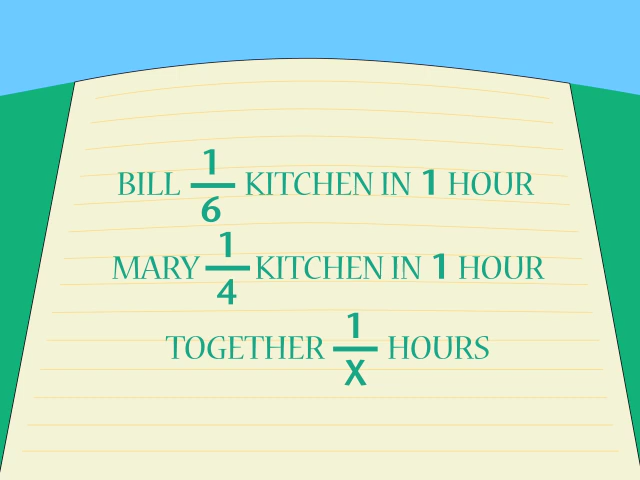 BILL 1/6 KITCHEN IN 1 HOUR
MARY 1/4 KITCHEN IN 1 HOUR
TOGETHER 1/X HOURS